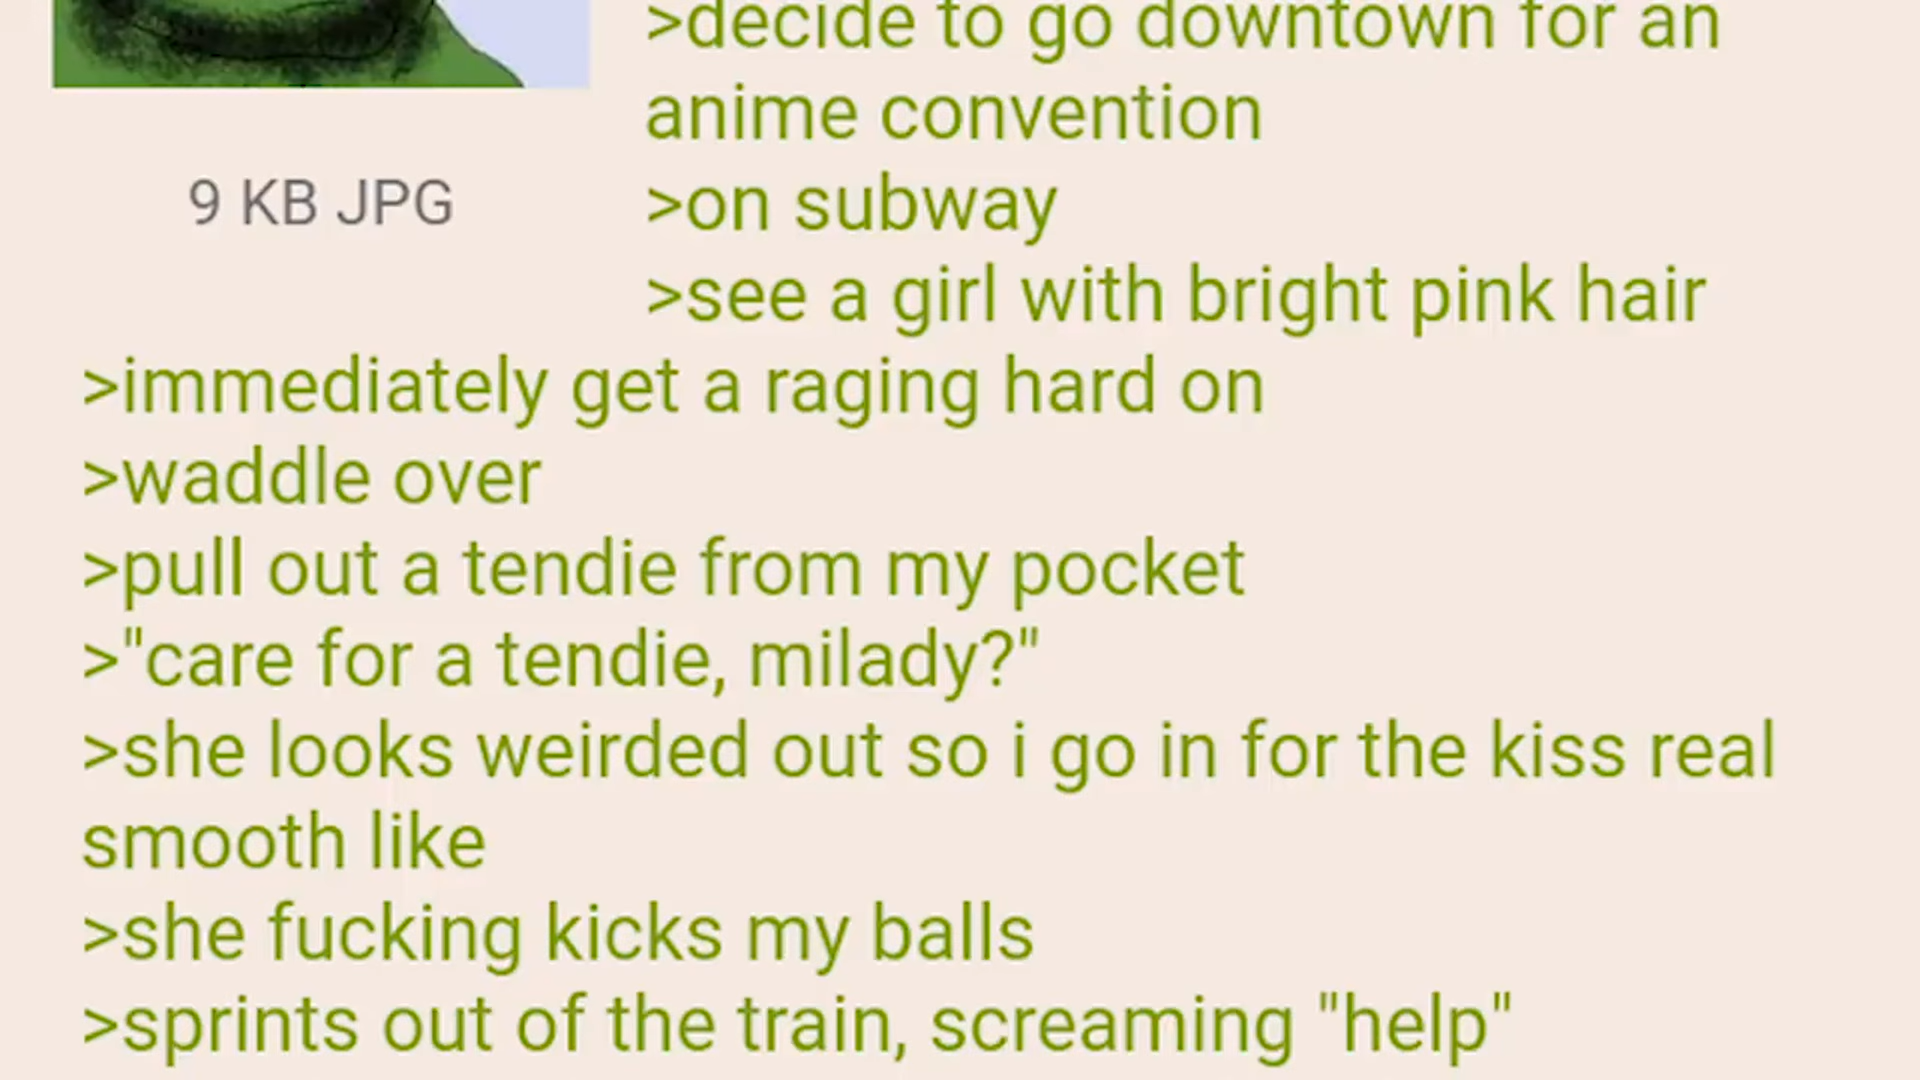 >decide to go downtown for an
anime convention
9 KB JPG
>on subway
>see a girl with bright pink hair
>immediately get a raging hard on
>waddle over
>pull out a tendie from my pocket
>"care for a tendie, milady?"
>she looks weirded out so i go in for the kiss real
smooth like
>she fucking kicks my balls
>sprints out of the train, screaming "help"